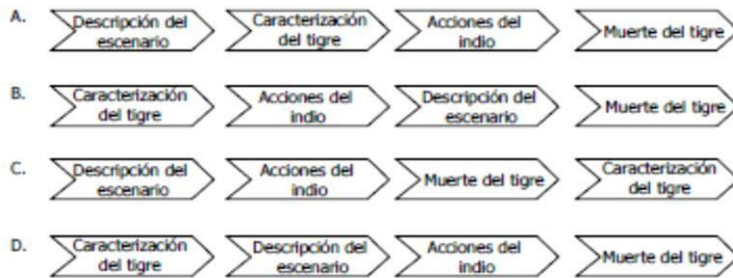 A. Descripción del escenario Caracterización del tigre Acciones del indio Muerte del tigre
B. Caracterización del tigre Acciones del indio Descripción del escenario Muerte del tigre
C. Descripción del escenario Acciones del indio Muerte del tigre Caracterización del tigre
D. Caracterización del tigre Descripción del escenario Acciones del indio Muerte del tigre